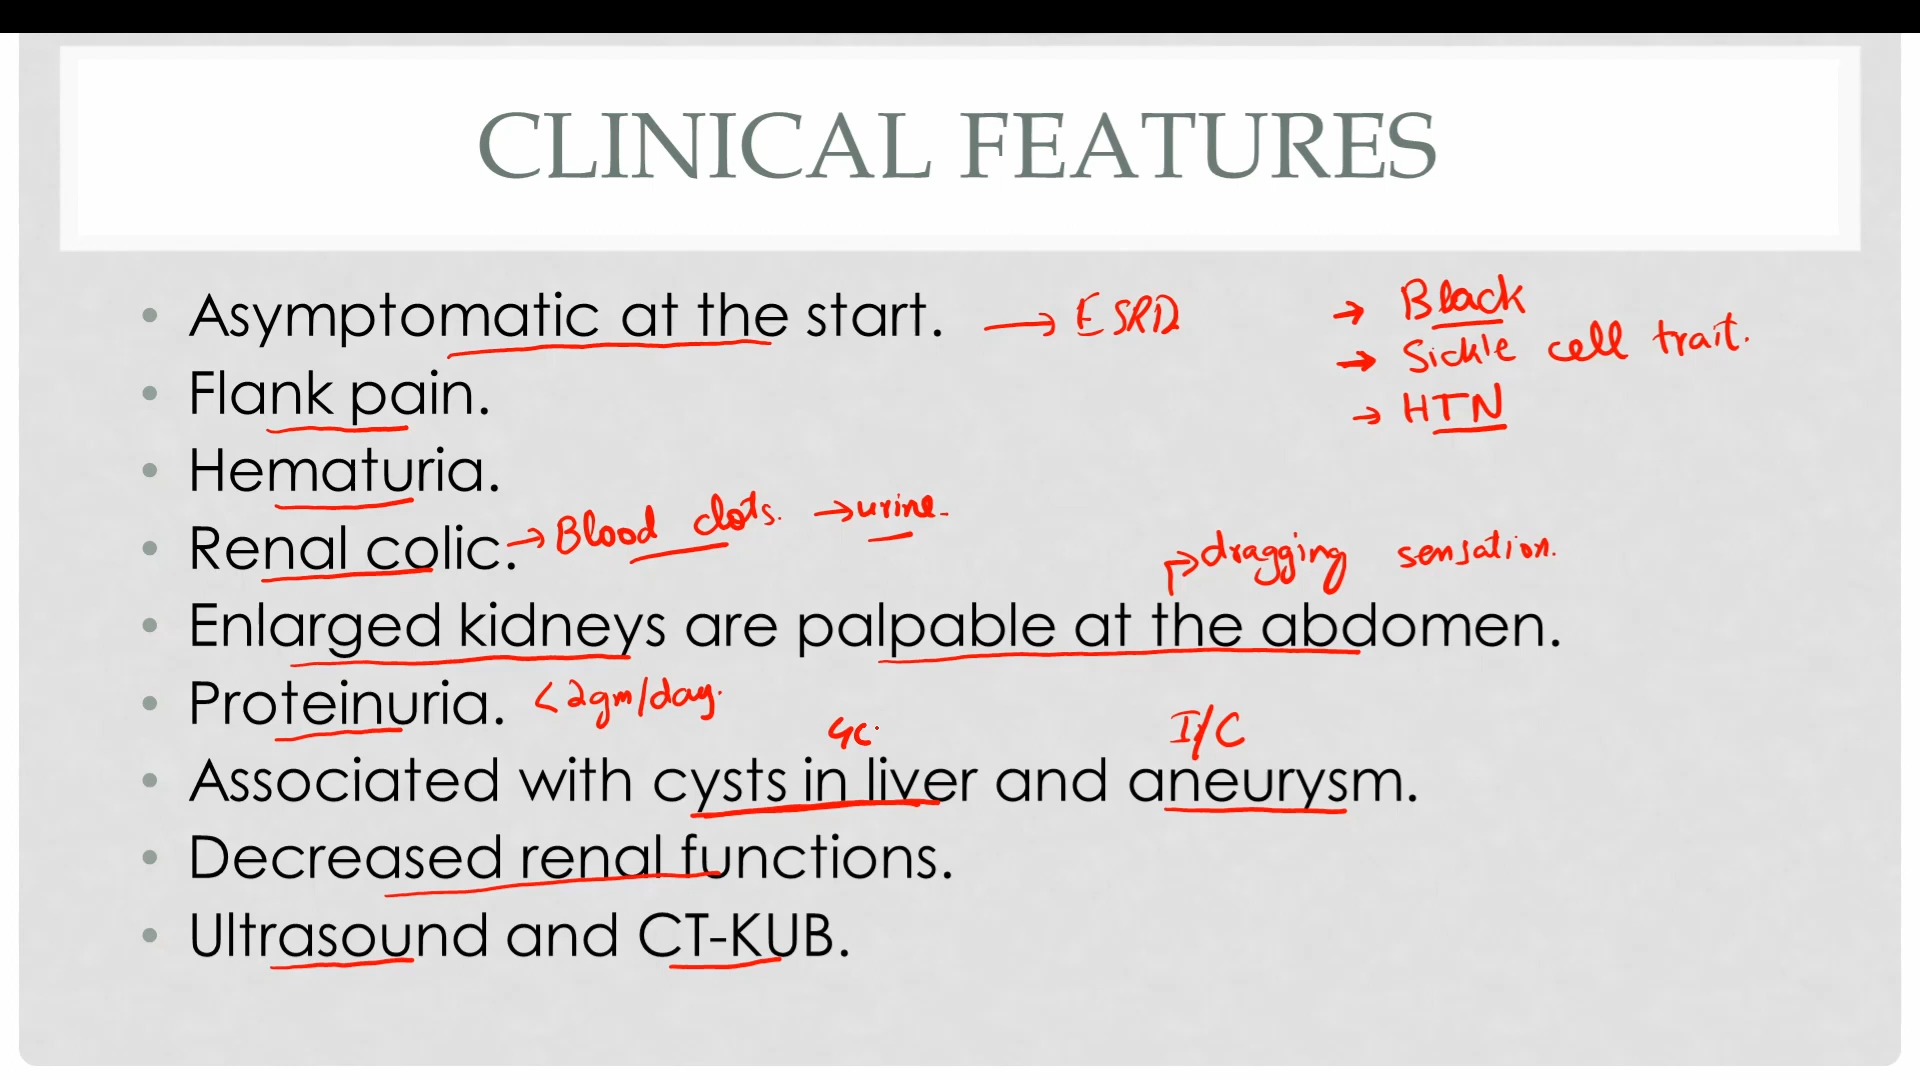 CLINICAL FEATURES
• Asymptomatic at the start. → ESRD
→ Black
→ Sickle cell trait.
→ HTN
• Flank pain.
• Hematuria.
• Renal colic. → Blood clots. → urine.
→ dragging sensation.
• Enlarged kidneys are palpable at the abdomen.
• Proteinuria. <2gm/day.
I/C
• Associated with cysts in liver and aneurysm.
• Decreased renal functions.
• Ultrasound and CT-KUB.